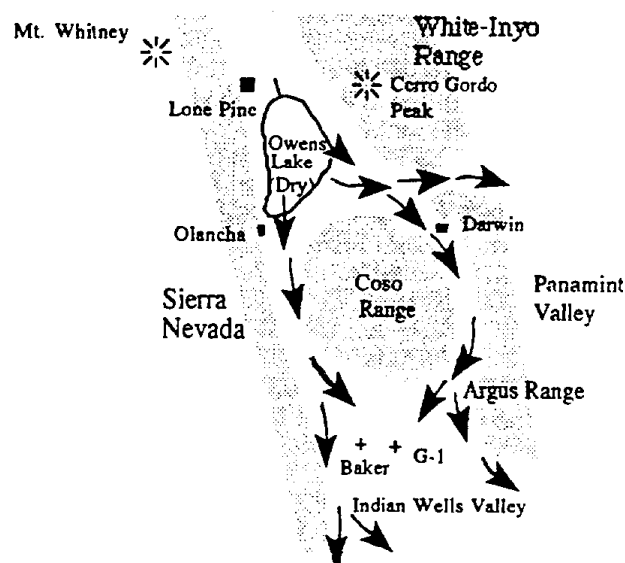 Mt. Whitney
White-Inyo
Range
Cerro Gordo
Peak
Lone Pine
Owens
Lake
(Dry)
Olancha
Darwin
Coso
Range
Panamint
Valley
Sierra
Nevada
Argus Range
+ +
Baker
G-1
Indian Wells Valley